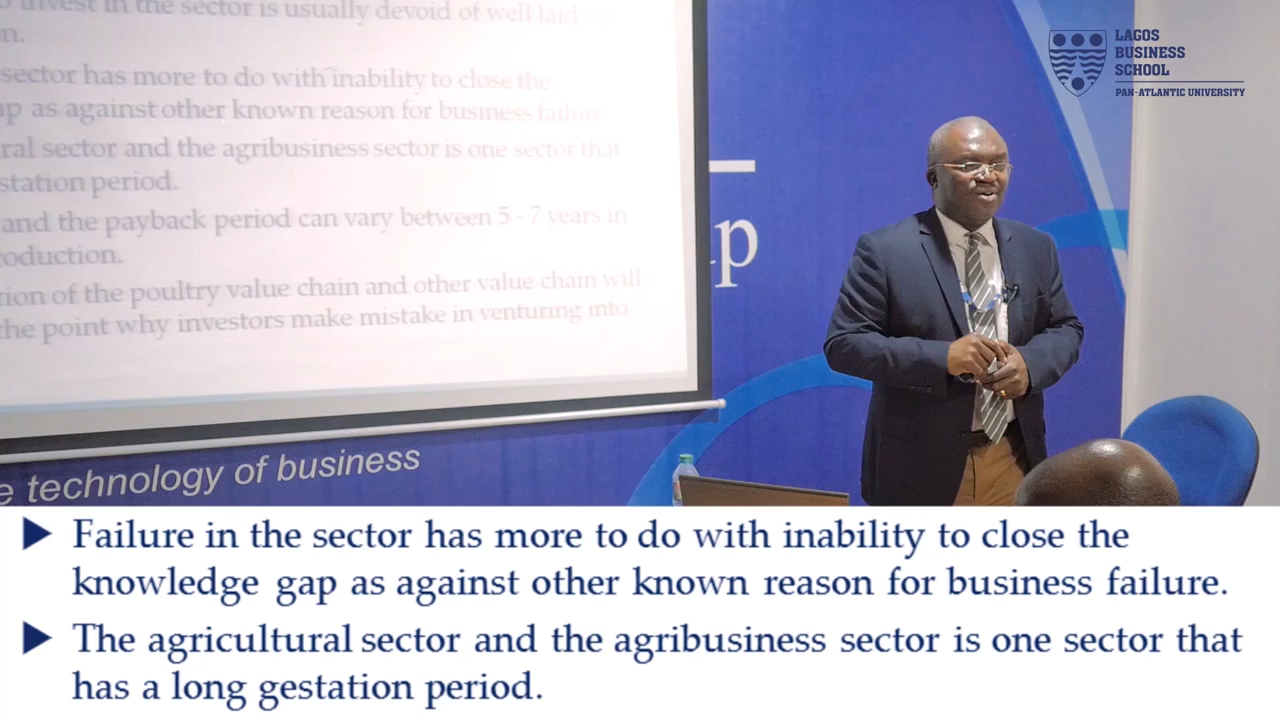 o invest in the sector is usually devoid of well laid out
n.
sector has more to do with inability to close the
ap as against other known reason for business failure
ral sector and the agribusiness sector is one sector that
station period.
and the payback period can vary between 5 - 7 years in
roduction.
tion of the poultry value chain and other value chain will
the point why investors make mistake in venturing into
ap
e technology of business
LAGOS
BUSINESS
SCHOOL
PAN-ATLANTIC UNIVERSITY
Failure in the sector has more to do with inability to close the
knowledge gap as against other known reason for business failure.
The agricultural sector and the agribusiness sector is one sector that
has a long gestation period.